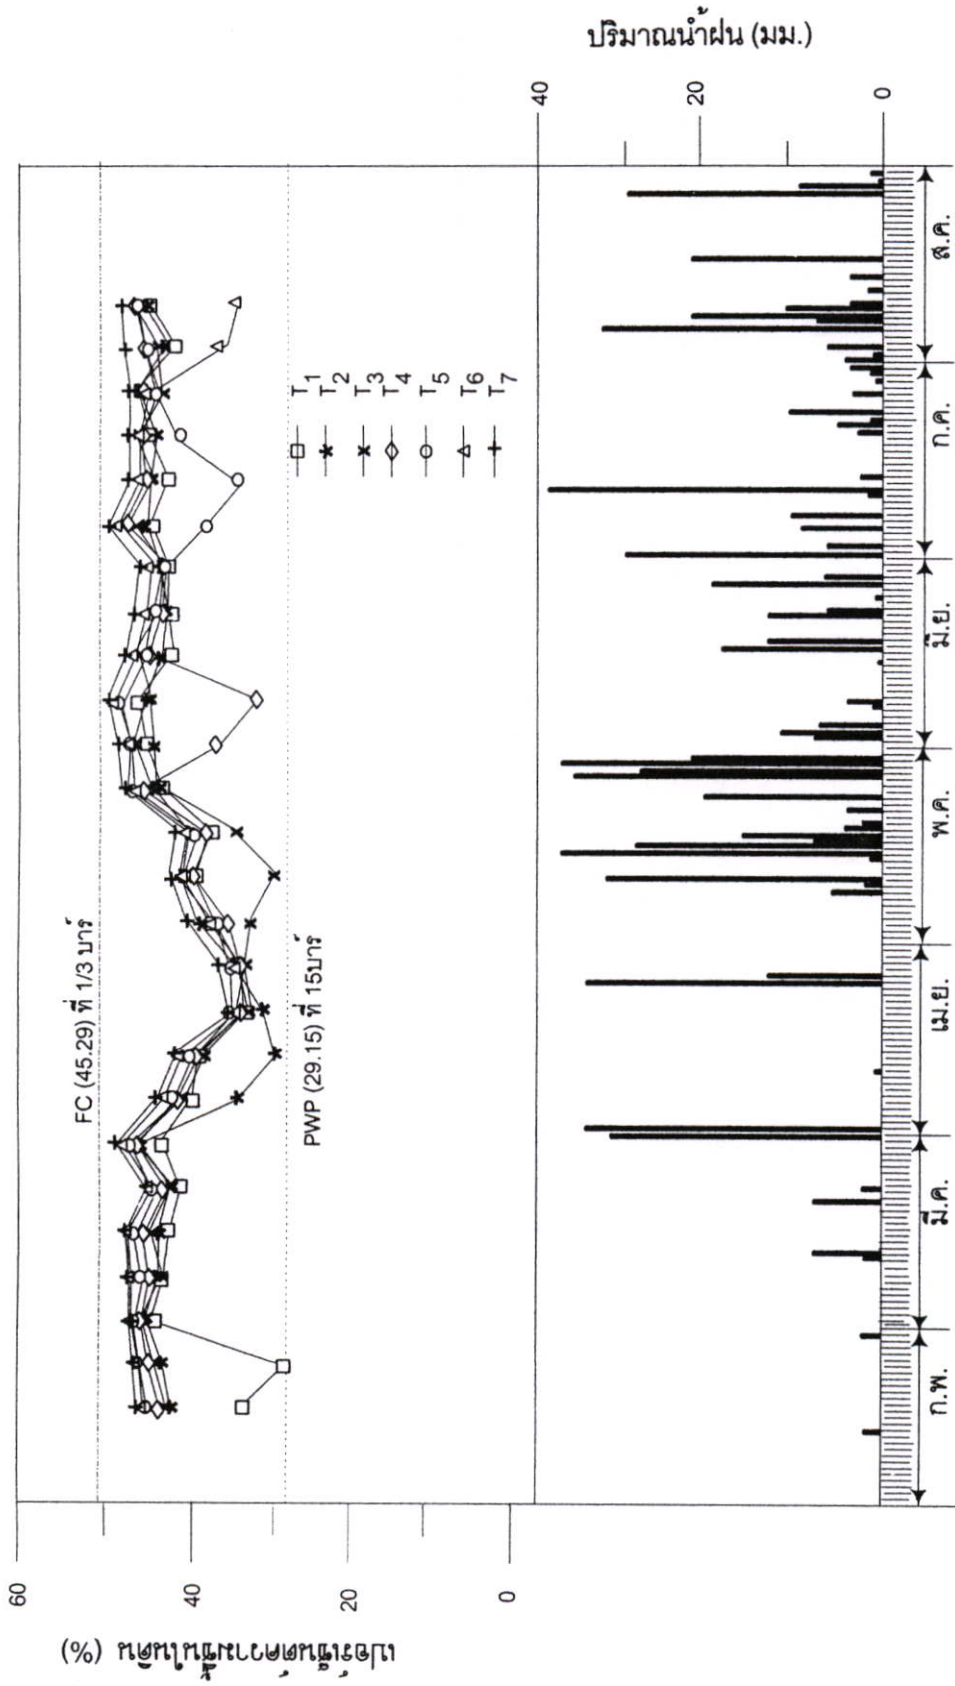 เปอร์เซ็นต์ความชื้นในดิน (%)
60
40
20
0
FC (45.29) ที่ 1/3 บาร์
PWP (29.15) ที่ 15บาร์
T1
T2
T3
T4
T5
T6
T7
ปริมาณน้ำฝน (มม.)
40
20
0
ก.พ.
มี.ค.
เม.ย.
พ.ค.
มิ.ย.
ก.ค.
ส.ค.